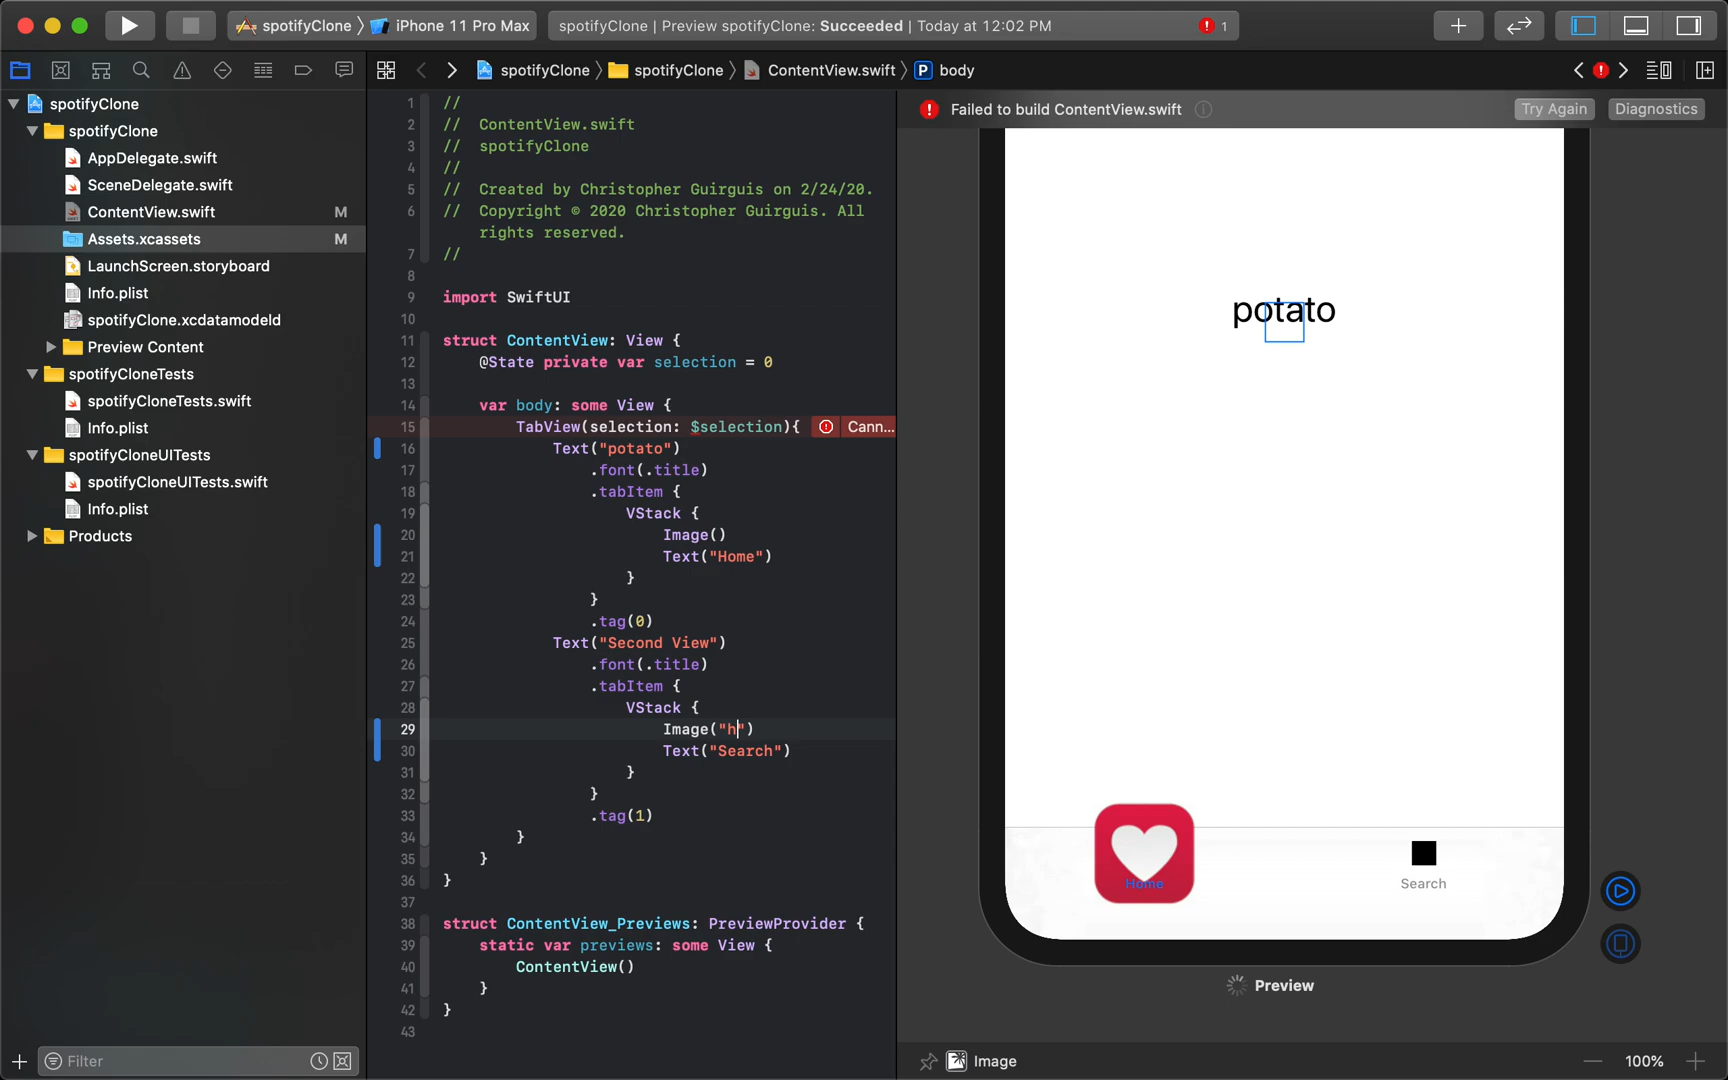 spotifyClone iPhone 11 Pro Max spotifyClone | Preview spotifyClone: Succeeded | Today at 12:02 PM 1
spotifyClone spotifyClone ContentView.swift P body
spotifyClone
spotifyClone
AppDelegate.swift
SceneDelegate.swift
ContentView.swift M
Assets.xcassets M
LaunchScreen.storyboard
Info.plist
spotifyClone.xcdatamodeld
Preview Content
spotifyCloneTests
spotifyCloneTests.swift
Info.plist
spotifyCloneUITests
spotifyCloneUITests.swift
Info.plist
Products
Filter
1 //
2 // ContentView.swift
3 // spotifyClone
4 //
5 // Created by Christopher Guirguis on 2/24/20.
6 // Copyright © 2020 Christopher Guirguis. All
rights reserved.
7 //
8
9 import SwiftUI
10
11 struct ContentView: View {
12 @State private var selection = 0
13
14 var body: some View {
15 TabView(selection: $selection){ Cann...
16 Text("potato")
17 .font(.title)
18 .tabItem {
19 VStack {
20 Image()
21 Text("Home")
22 }
23 }
24 .tag(0)
25 Text("Second View")
26 .font(.title)
27 .tabItem {
28 VStack {
29 Image("h")
30 Text("Search")
31 }
32 }
33 .tag(1)
34 }
35 }
36 }
37
38 struct ContentView_Previews: PreviewProvider {
39 static var previews: some View {
40 ContentView()
41 }
42 }
43
Failed to build ContentView.swift Try Again Diagnostics
potato
Home
Search
Preview
Image 100%